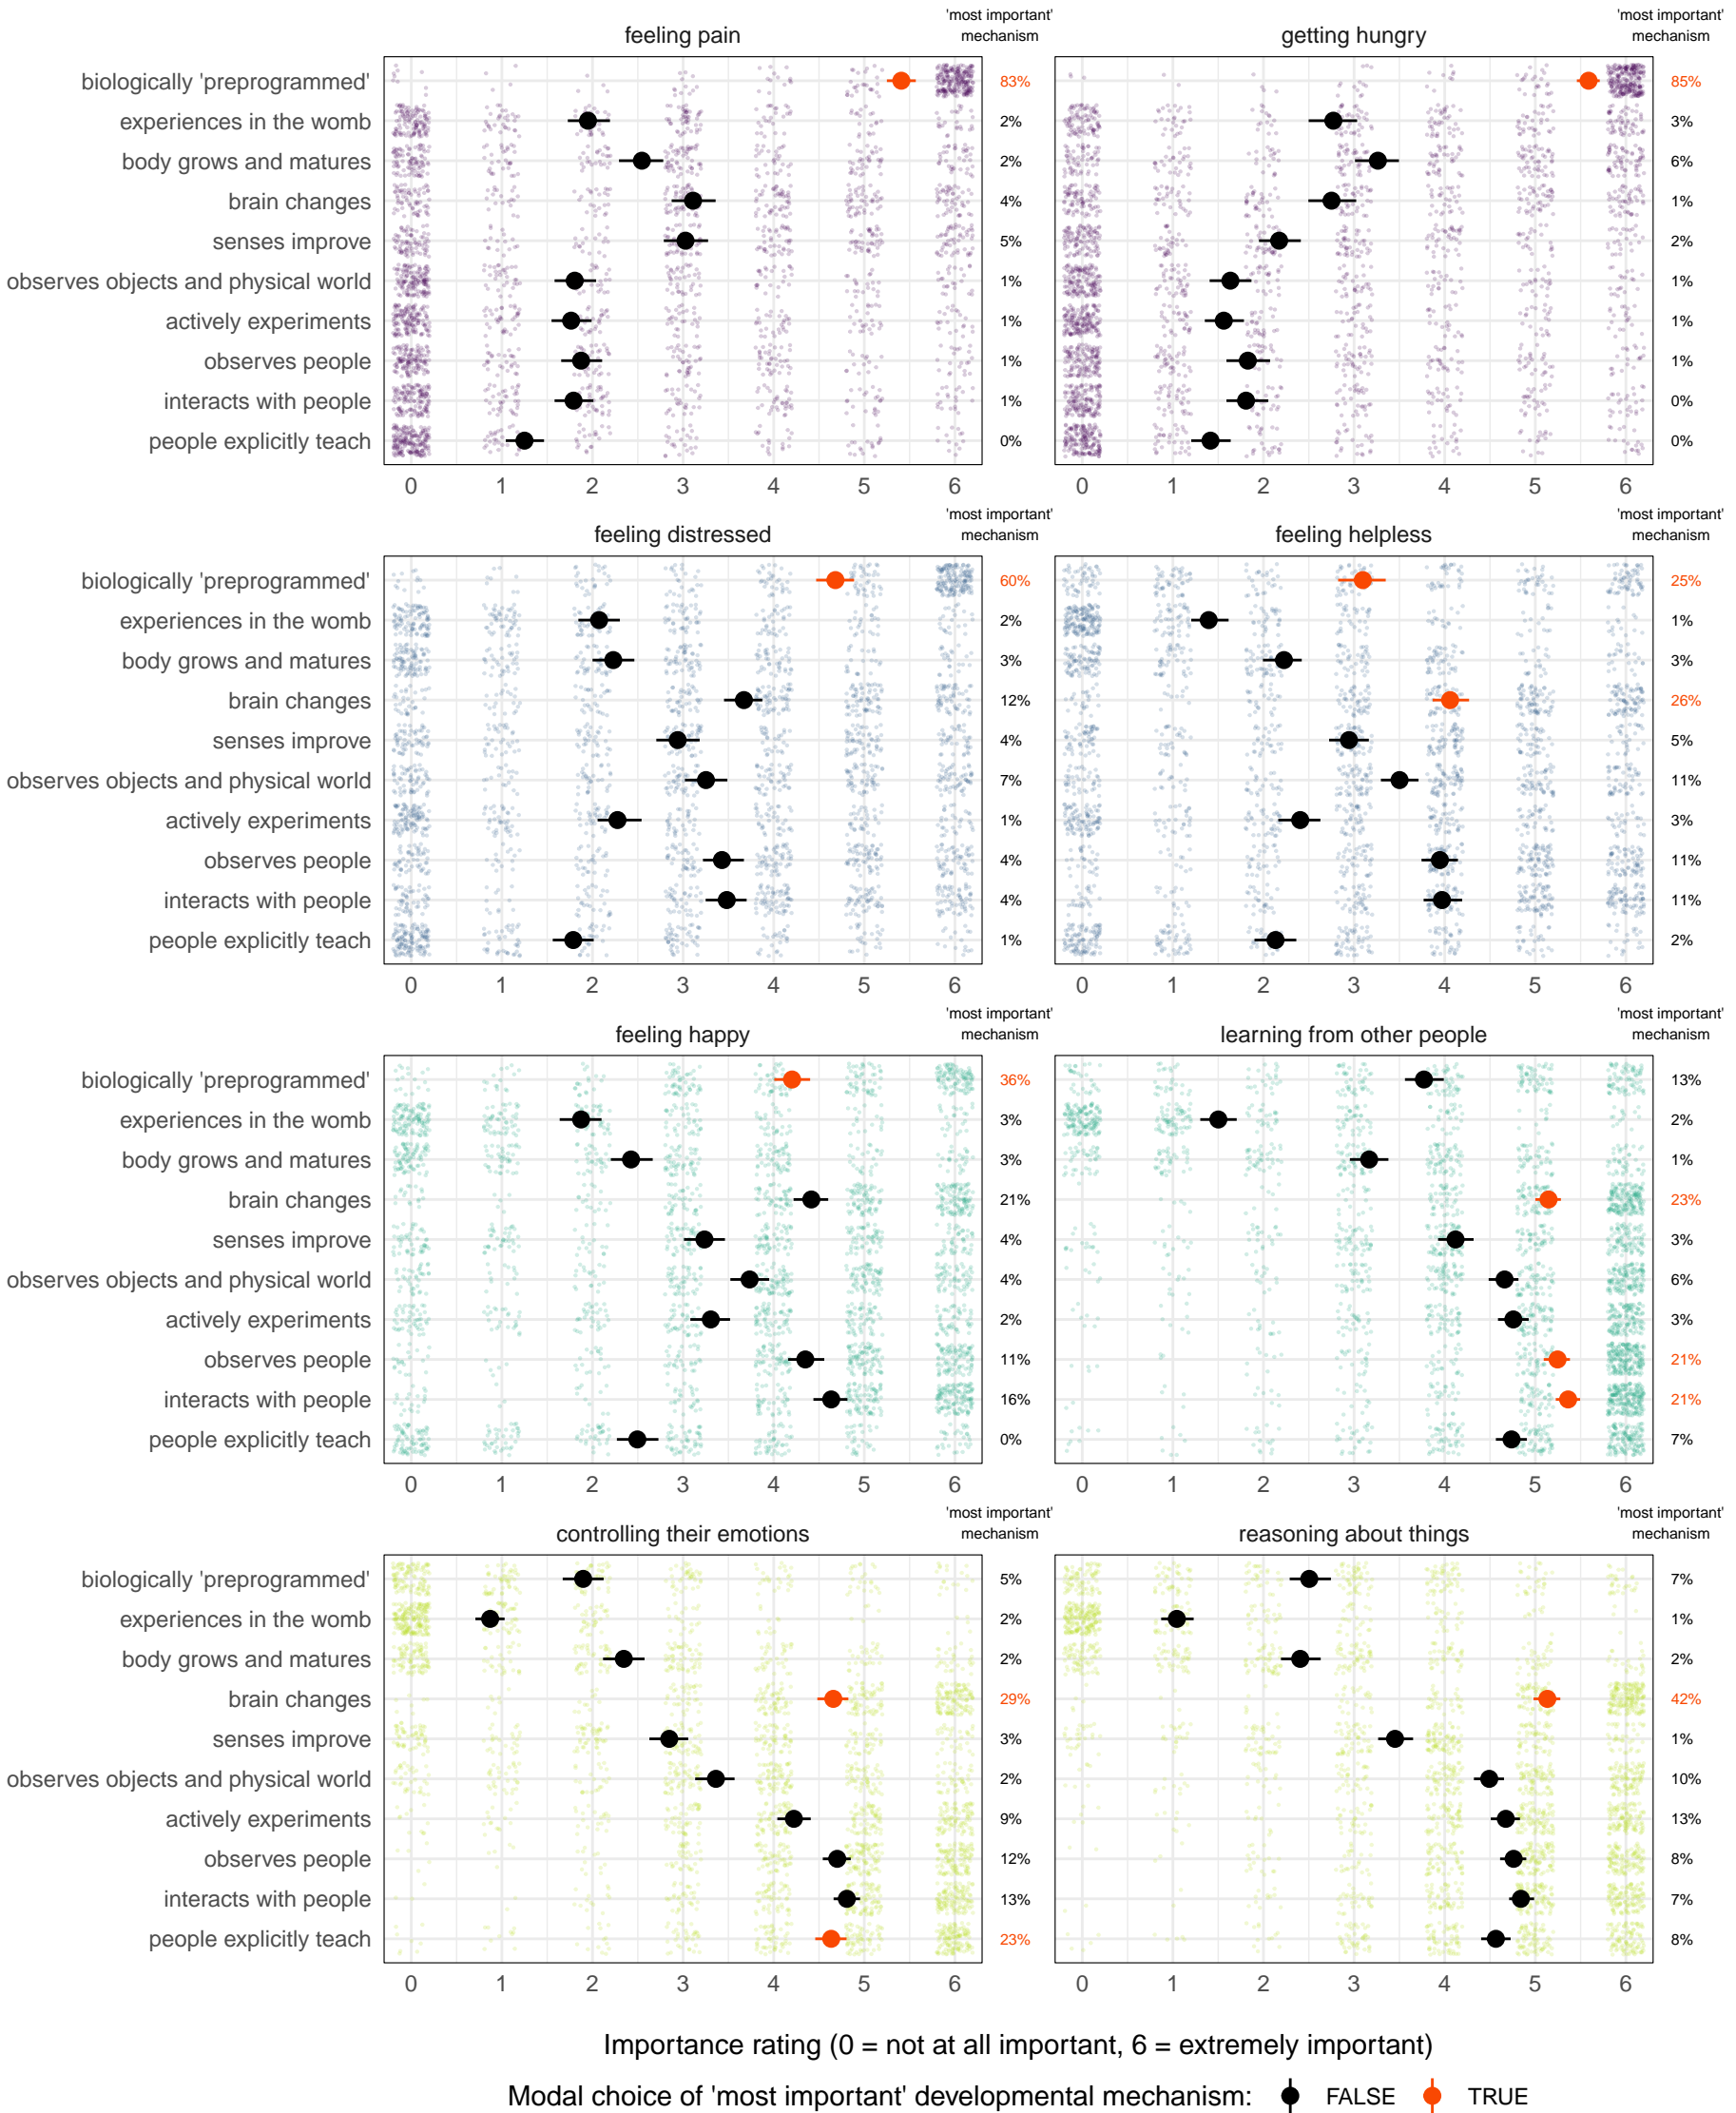 'most important'
mechanism
'most important'
mechanism
feeling pain
getting hungry
biologically 'preprogrammed' 83% 85%
experiences in the womb 2% 3%
body grows and matures 2% 6%
brain changes 4% 1%
senses improve 5% 2%
observes objects and physical world 1% 1%
actively experiments 1% 1%
observes people 1% 1%
interacts with people 1% 0%
people explicitly teach 0% 0%
0 1 2 3 4 5 6 0 1 2 3 4 5 6
'most important'
mechanism
'most important'
mechanism
feeling distressed
feeling helpless
biologically 'preprogrammed' 60% 25%
experiences in the womb 2% 1%
body grows and matures 3% 3%
brain changes 12% 26%
senses improve 4% 5%
observes objects and physical world 7% 11%
actively experiments 1% 3%
observes people 4% 11%
interacts with people 4% 11%
people explicitly teach 1% 2%
0 1 2 3 4 5 6 0 1 2 3 4 5 6
'most important'
mechanism
'most important'
mechanism
feeling happy
learning from other people
biologically 'preprogrammed' 36% 13%
experiences in the womb 3% 2%
body grows and matures 3% 1%
brain changes 21% 23%
senses improve 4% 3%
observes objects and physical world 4% 6%
actively experiments 2% 3%
observes people 11% 21%
interacts with people 16% 21%
people explicitly teach 0% 7%
0 1 2 3 4 5 6 0 1 2 3 4 5 6
'most important'
mechanism
'most important'
mechanism
controlling their emotions
reasoning about things
biologically 'preprogrammed' 5% 7%
experiences in the womb 2% 1%
body grows and matures 2% 2%
brain changes 29% 42%
senses improve 3% 1%
observes objects and physical world 2% 10%
actively experiments 9% 13%
observes people 12% 8%
interacts with people 13% 7%
people explicitly teach 23% 8%
0 1 2 3 4 5 6 0 1 2 3 4 5 6
Importance rating (0 = not at all important, 6 = extremely important)
Modal choice of 'most important' developmental mechanism: FALSE TRUE